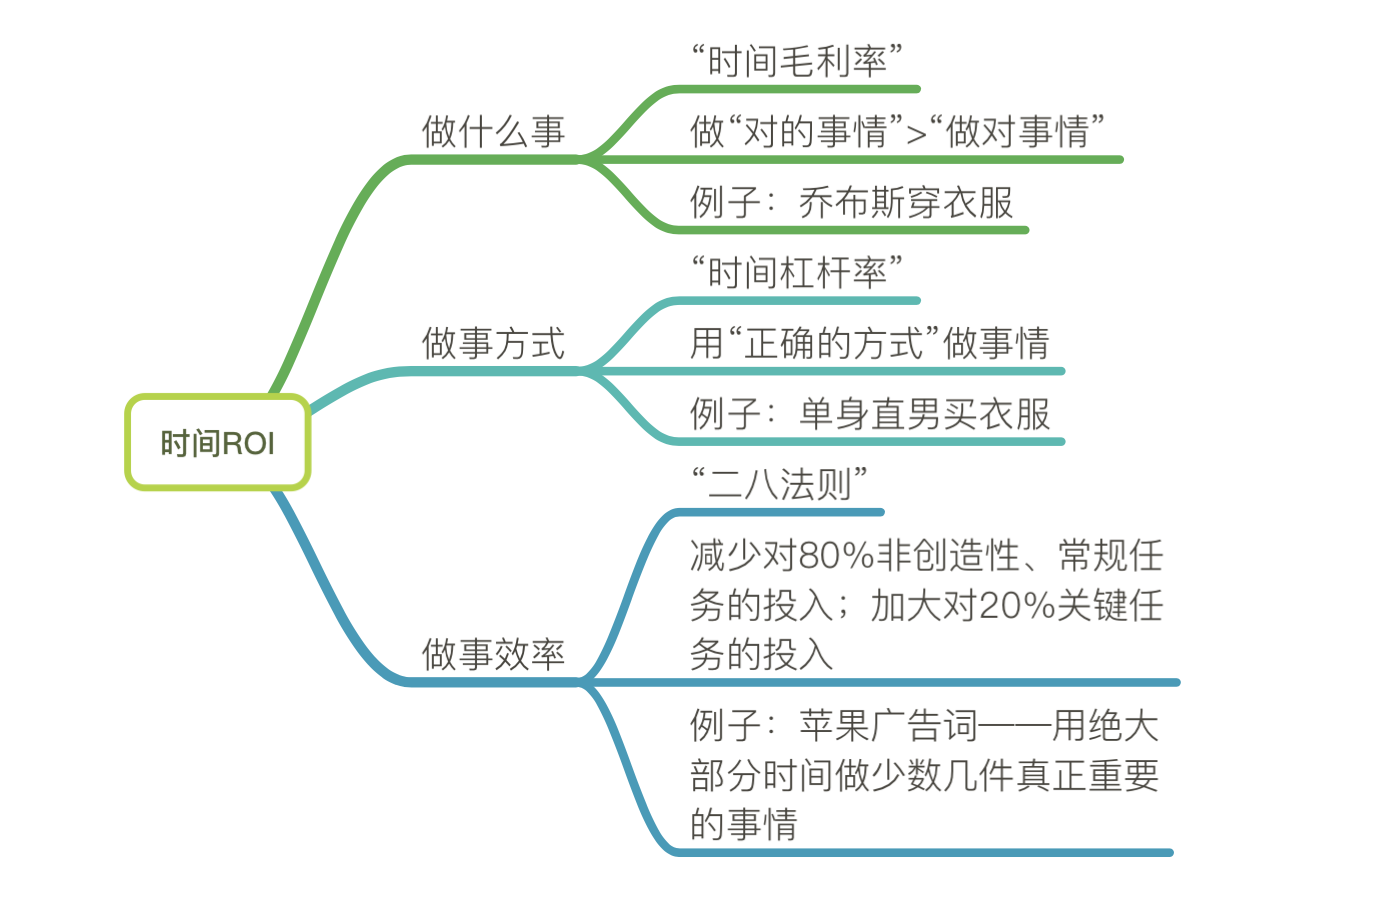 时间ROI
做什么事
“时间毛利率”
做“对的事情”>“做对事情”
例子：乔布斯穿衣服
做事方式
“时间杠杆率”
用“正确的方式”做事情
例子：单身直男买衣服
做事效率
“二八法则”
减少对80%非创造性、常规任
务的投入；加大对20%关键任
务的投入
例子：苹果广告词——用绝大
部分时间做少数几件真正重要
的事情